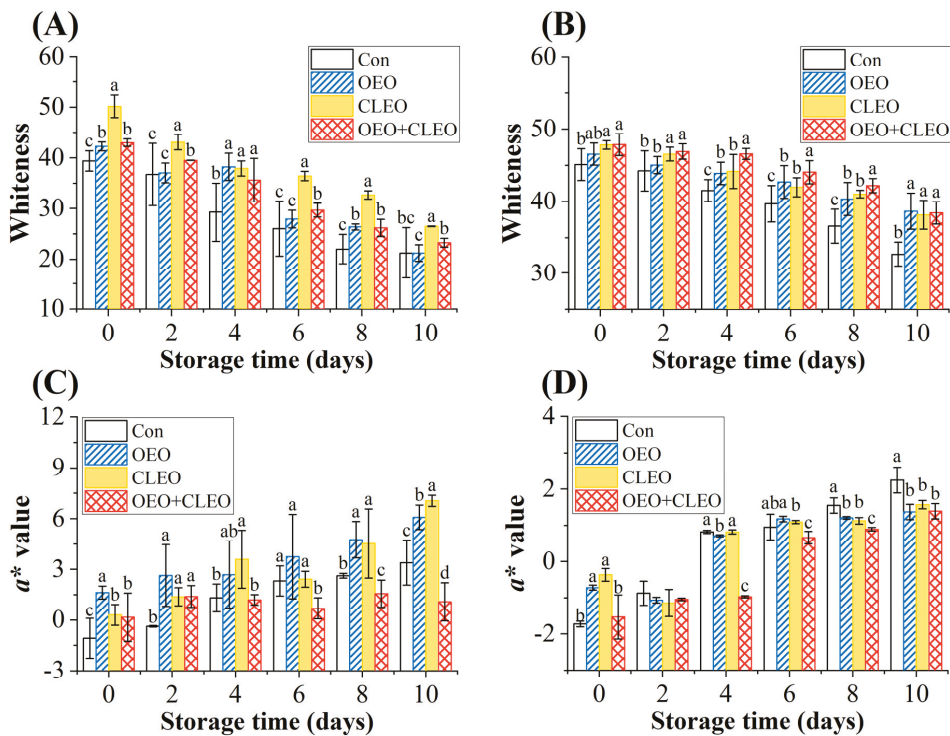 (A)
Whiteness
60
50
40
30
20
10
Con
OEO
CLEO
OEO+CLEO
c b a b
c c a b
b a a a
c c a b
c b a b
bc c a b
0 2 4 6 8 10
Storage time (days)
(B)
Whiteness
60
50
40
30
Con
OEO
CLEO
OEO+CLEO
b aba a
b b a a
c b b a
c b b a
c b b a
b a a a
0 2 4 6 8 10
Storage time (days)
(C)
a* value
12
9
6
3
0
-3
Con
OEO
CLEO
OEO+CLEO
c a b b
b a a a
b ab a b
a a a b
b a a c
c b a d
0 2 4 6 8 10
Storage time (days)
(D)
a* value
4
2
0
-2
Con
OEO
CLEO
OEO+CLEO
b a a b
a b a c
aba b c
a b b c
a b b b
0 2 4 6 8 10
Storage time (days)